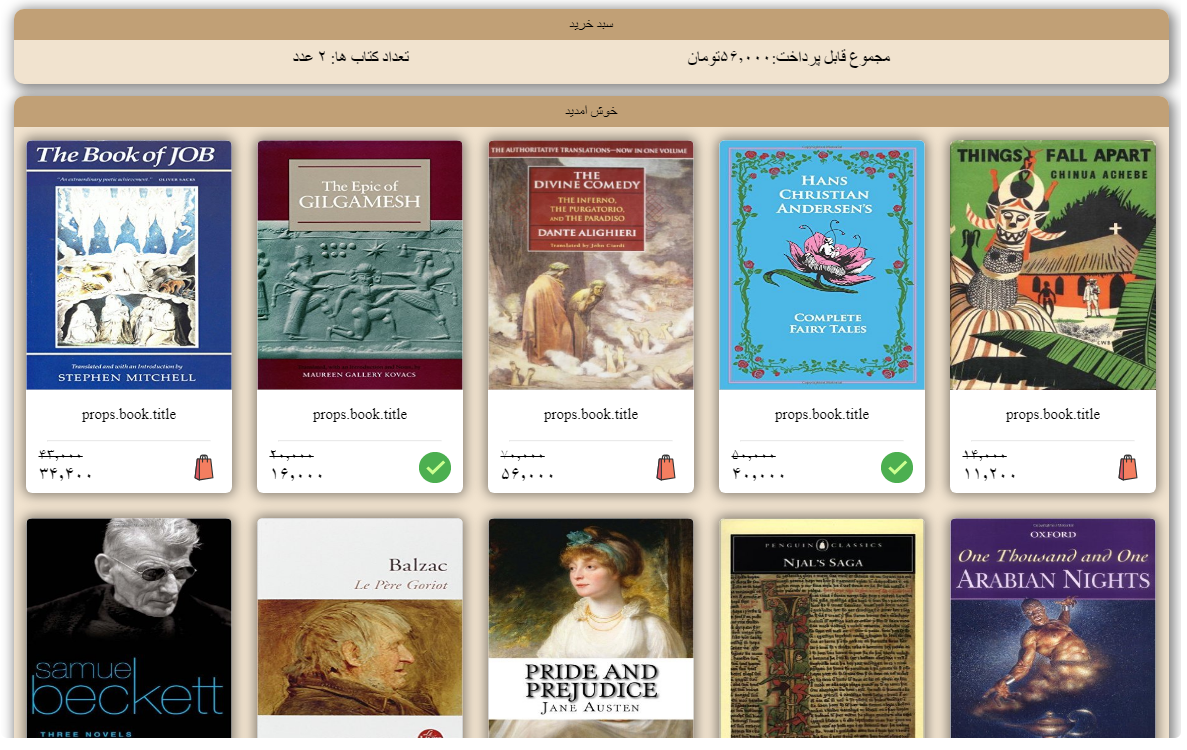 سبد خرید
مجموع قابل پرداخت:۵۶,۰۰۰تومان
تعداد کتاب ها: ۲ عدد
خوش امدید
The Book of JOB
"An extraordinary poetic achievement." OLIVER SACKS
Translated and with an Introduction by
STEPHEN MITCHELL
props.book.title
۴۳,۰۰۰
۳۴,۴۰۰
The Epic of
GILGAMESH
MAUREEN GALLERY KOVACS
props.book.title
۲۰,۰۰۰
۱۶,۰۰۰
THE AUTHORITATIVE TRANSLATIONS—NOW IN ONE VOLUME
THE
DIVINE COMEDY
THE INFERNO,
THE PURGATORIO,
AND THE PARADISO
DANTE ALIGHIERI
Translated by John Ciardi
props.book.title
۷۰,۰۰۰
۵۶,۰۰۰
HANS
CHRISTIAN
ANDERSEN'S
COMPLETE
FAIRY TALES
props.book.title
۵۰,۰۰۰
۴۰,۰۰۰
THINGS FALL APART
CHINUA ACHEBE
props.book.title
۱۴,۰۰۰
۱۱,۲۰۰
samuel
beckett
THREE NOVELS
Balzac
Le Père Goriot
PRIDE AND
PREJUDICE
JANE AUSTEN
PENGUIN CLASSICS
NJAL'S SAGA
OXFORD
One Thousand and One
ARABIAN NIGHTS